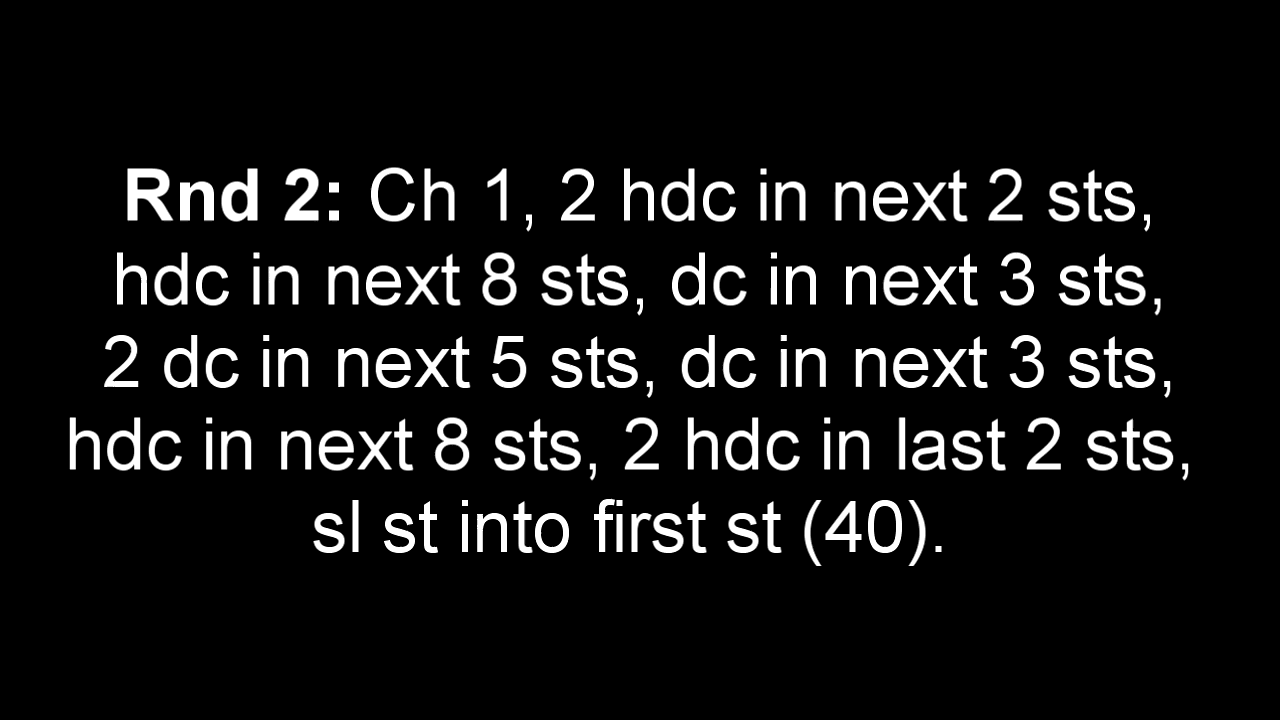 Rnd 2: Ch 1, 2 hdc in next 2 sts,
hdc in next 8 sts, dc in next 3 sts,
2 dc in next 5 sts, dc in next 3 sts,
hdc in next 8 sts, 2 hdc in last 2 sts,
sl st into first st (40).